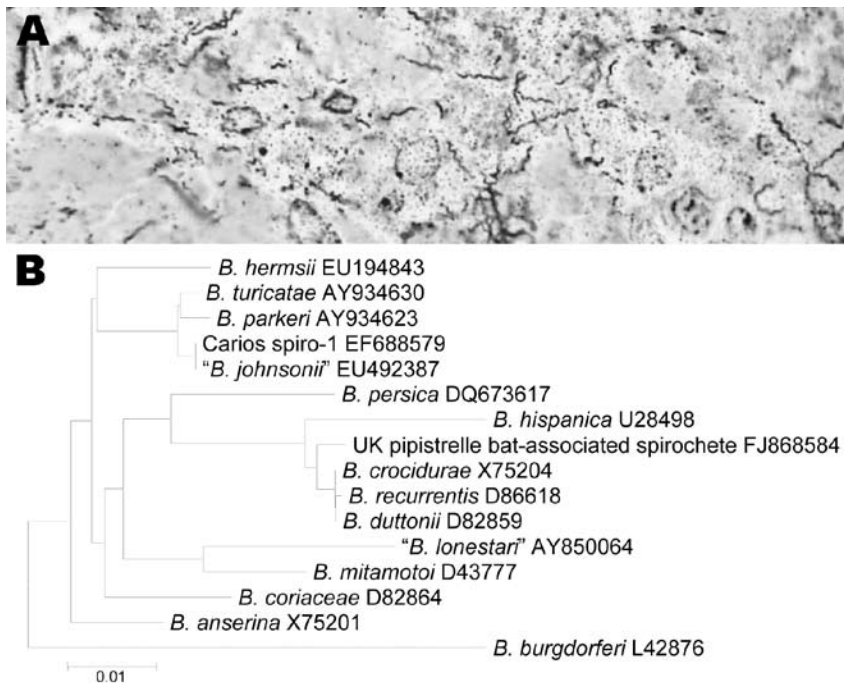 A
B
B. hermsii EU194843
B. turicatae AY934630
B. parkeri AY934623
Carios spiro-1 EF688579
“B. johnsonii” EU492387
B. persica DQ673617
B. hispanica U28498
UK pipistrelle bat-associated spirochete FJ868584
B. crocidurae X75204
B. recurrentis D86618
B. duttonii D82859
“B. lonestari” AY850064
B. mitamotoi D43777
B. coriaceae D82864
B. anserina X75201
B. burgdorferi L42876
0.01